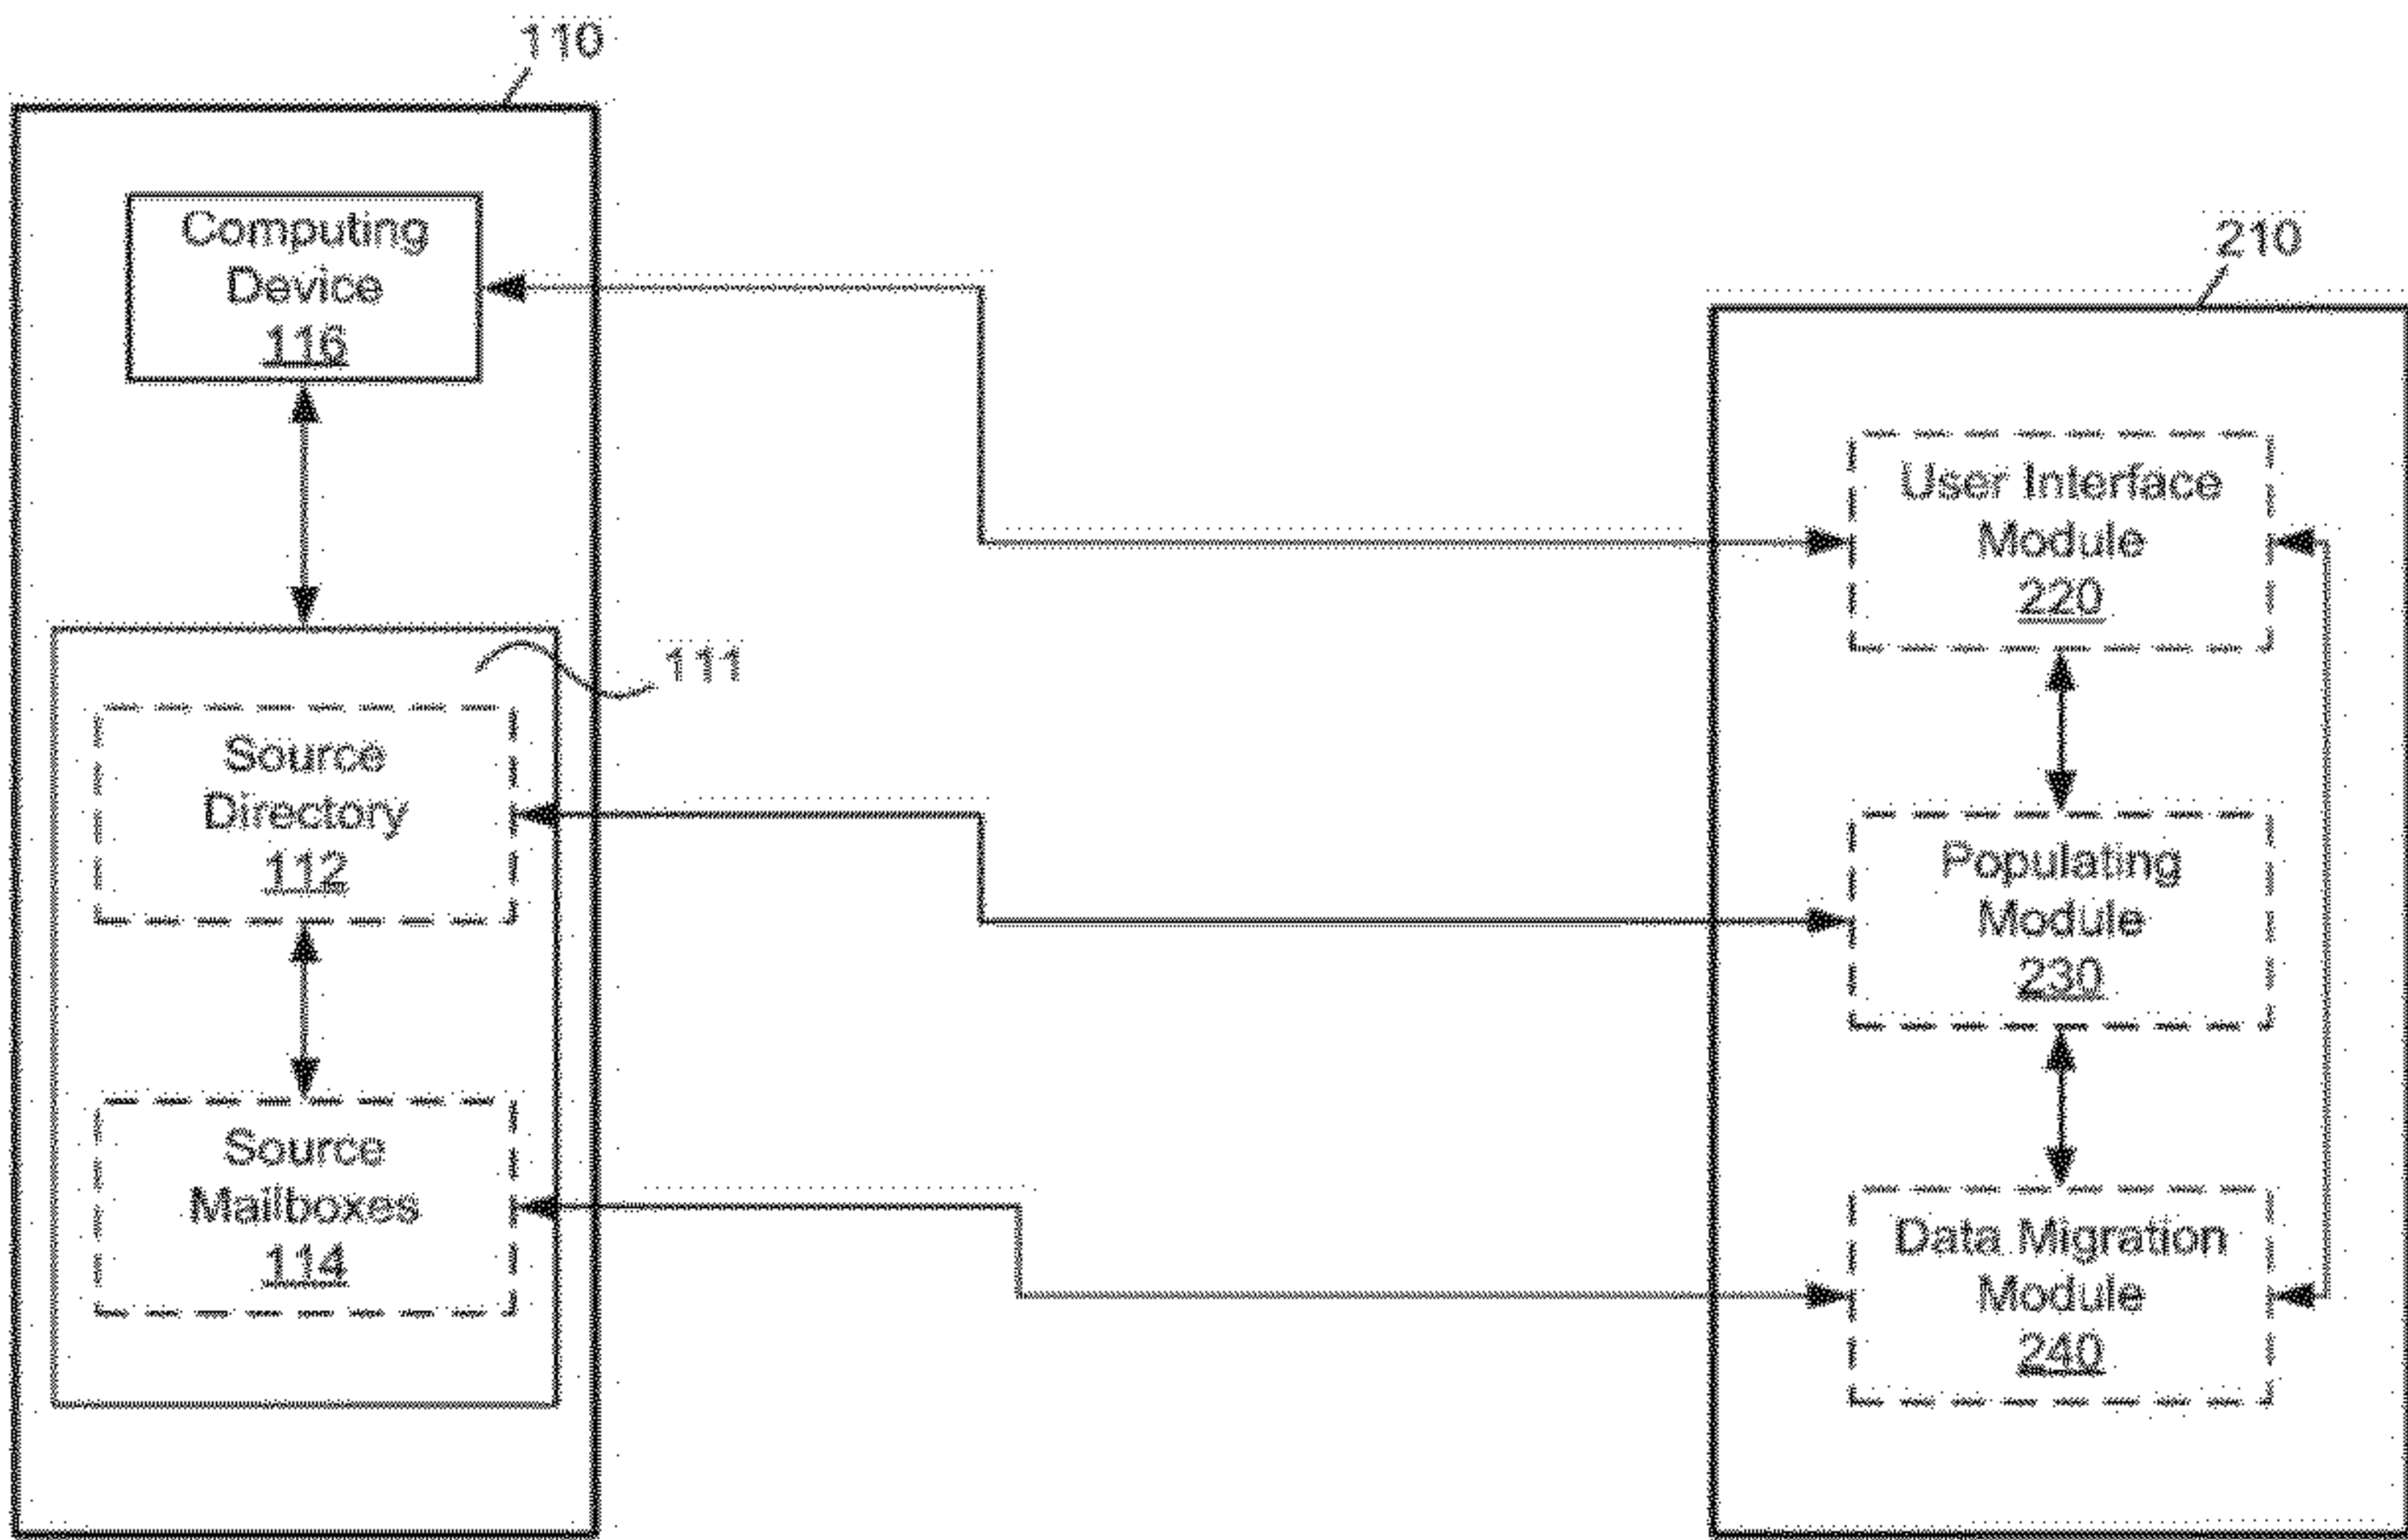 110
Computing
Device
116
111
Source
Directory
112
Source
Mailboxes
114
210
User Interface
Module
220
Populating
Module
230
Data Migration
Module
240